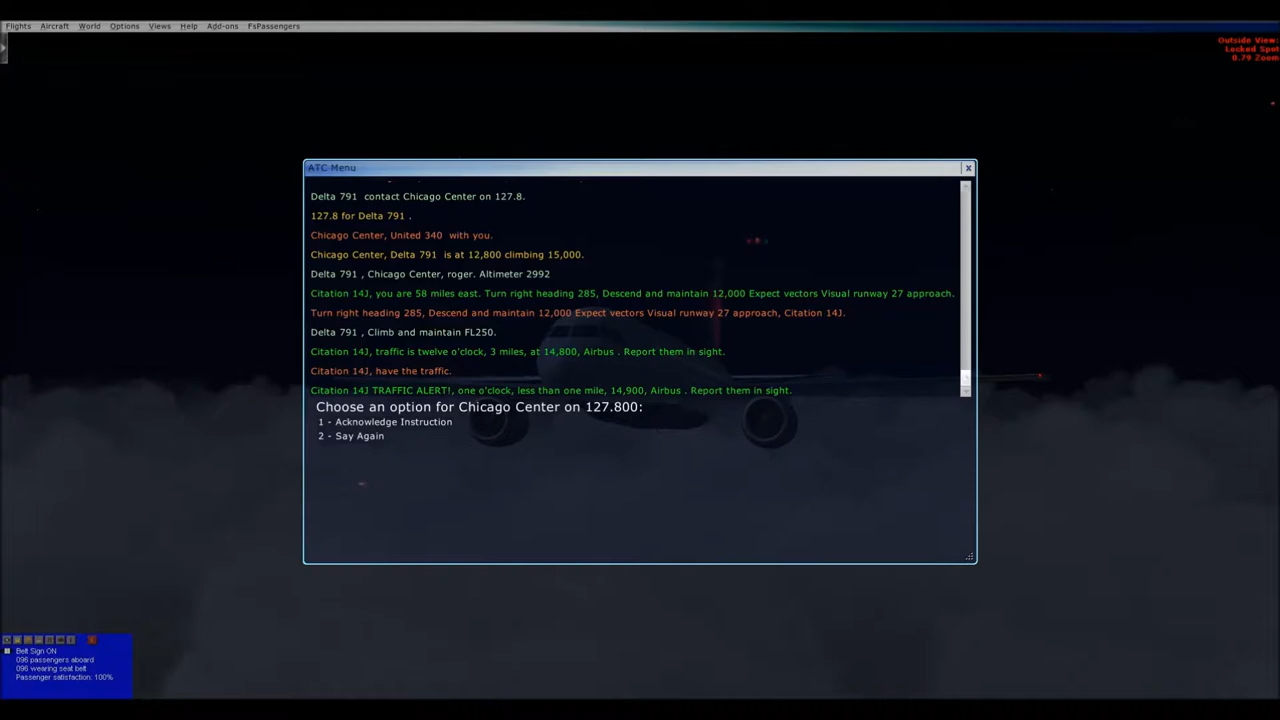 Flights Aircraft World Options Views Help Add-ons FsPassengers
Outside View:
Locked Spot
0.79 Zoom
ATC Menu
x
Delta 791 contact Chicago Center on 127.8.
127.8 for Delta 791 .
Chicago Center, United 340 with you.
Chicago Center, Delta 791 is at 12,800 climbing 15,000.
Delta 791 , Chicago Center, roger. Altimeter 2992
Citation 14J, you are 58 miles east. Turn right heading 285, Descend and maintain 12,000 Expect vectors Visual runway 27 approach.
Turn right heading 285, Descend and maintain 12,000 Expect vectors Visual runway 27 approach, Citation 14J.
Delta 791 , Climb and maintain FL250.
Citation 14J, traffic is twelve o'clock, 3 miles, at 14,800, Airbus . Report them in sight.
Citation 14J, have the traffic.
Citation 14J TRAFFIC ALERT!, one o'clock, less than one mile, 14,900, Airbus . Report them in sight.
Choose an option for Chicago Center on 127.800:
1 - Acknowledge Instruction
2 - Say Again
Belt Sign ON
096 passengers aboard
096 wearing seat belt
Passenger satisfaction: 100%